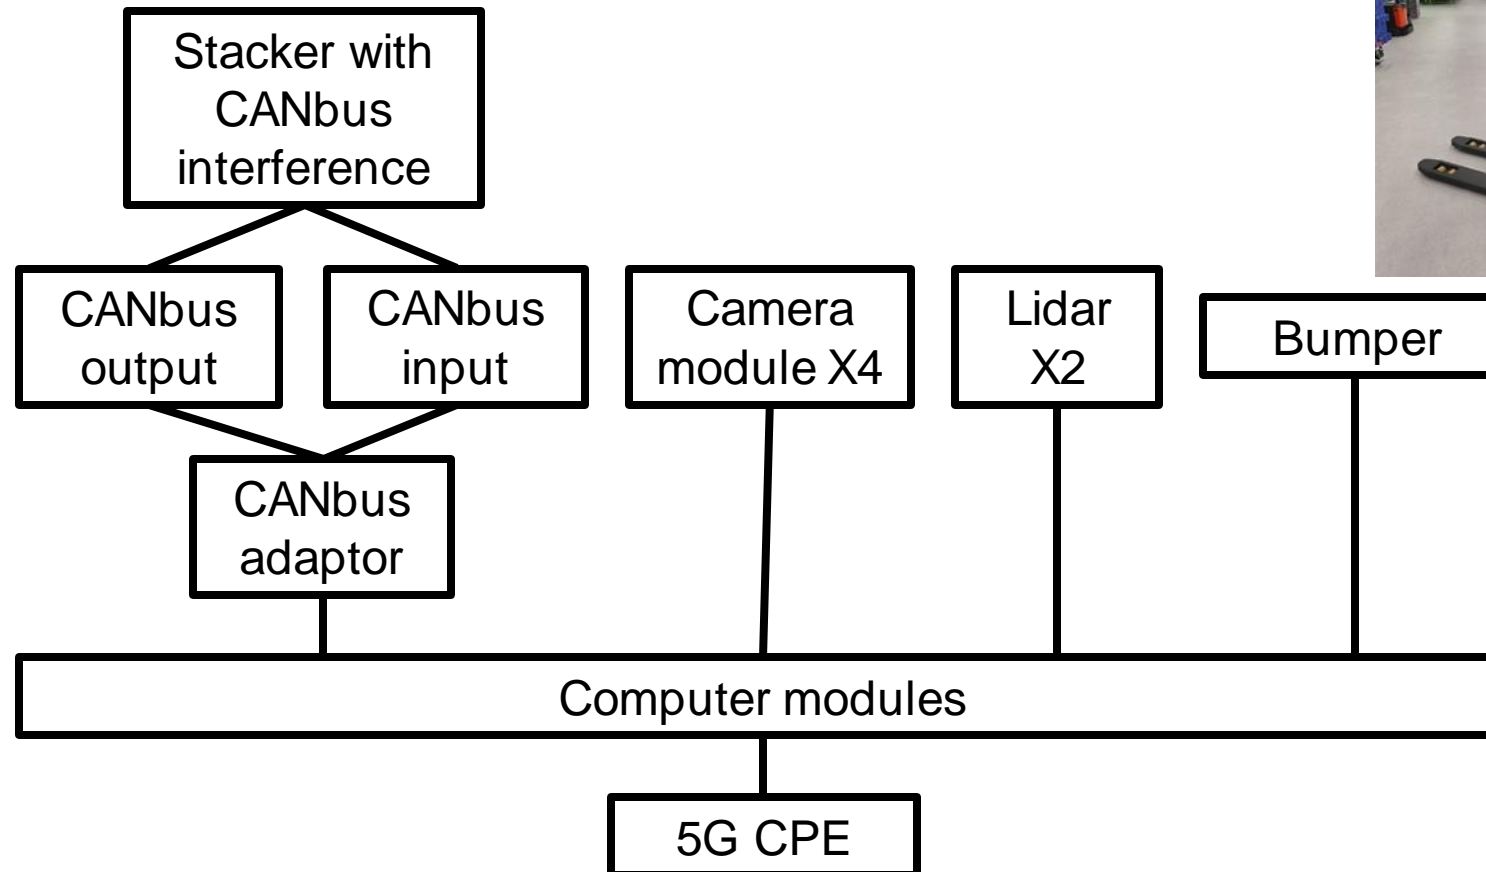 Stacker with
CANbus
interference
CANbus
output
CANbus
input
Camera
module X4
Lidar
X2
Bumper
CANbus
adaptor
Computer modules
5G CPE